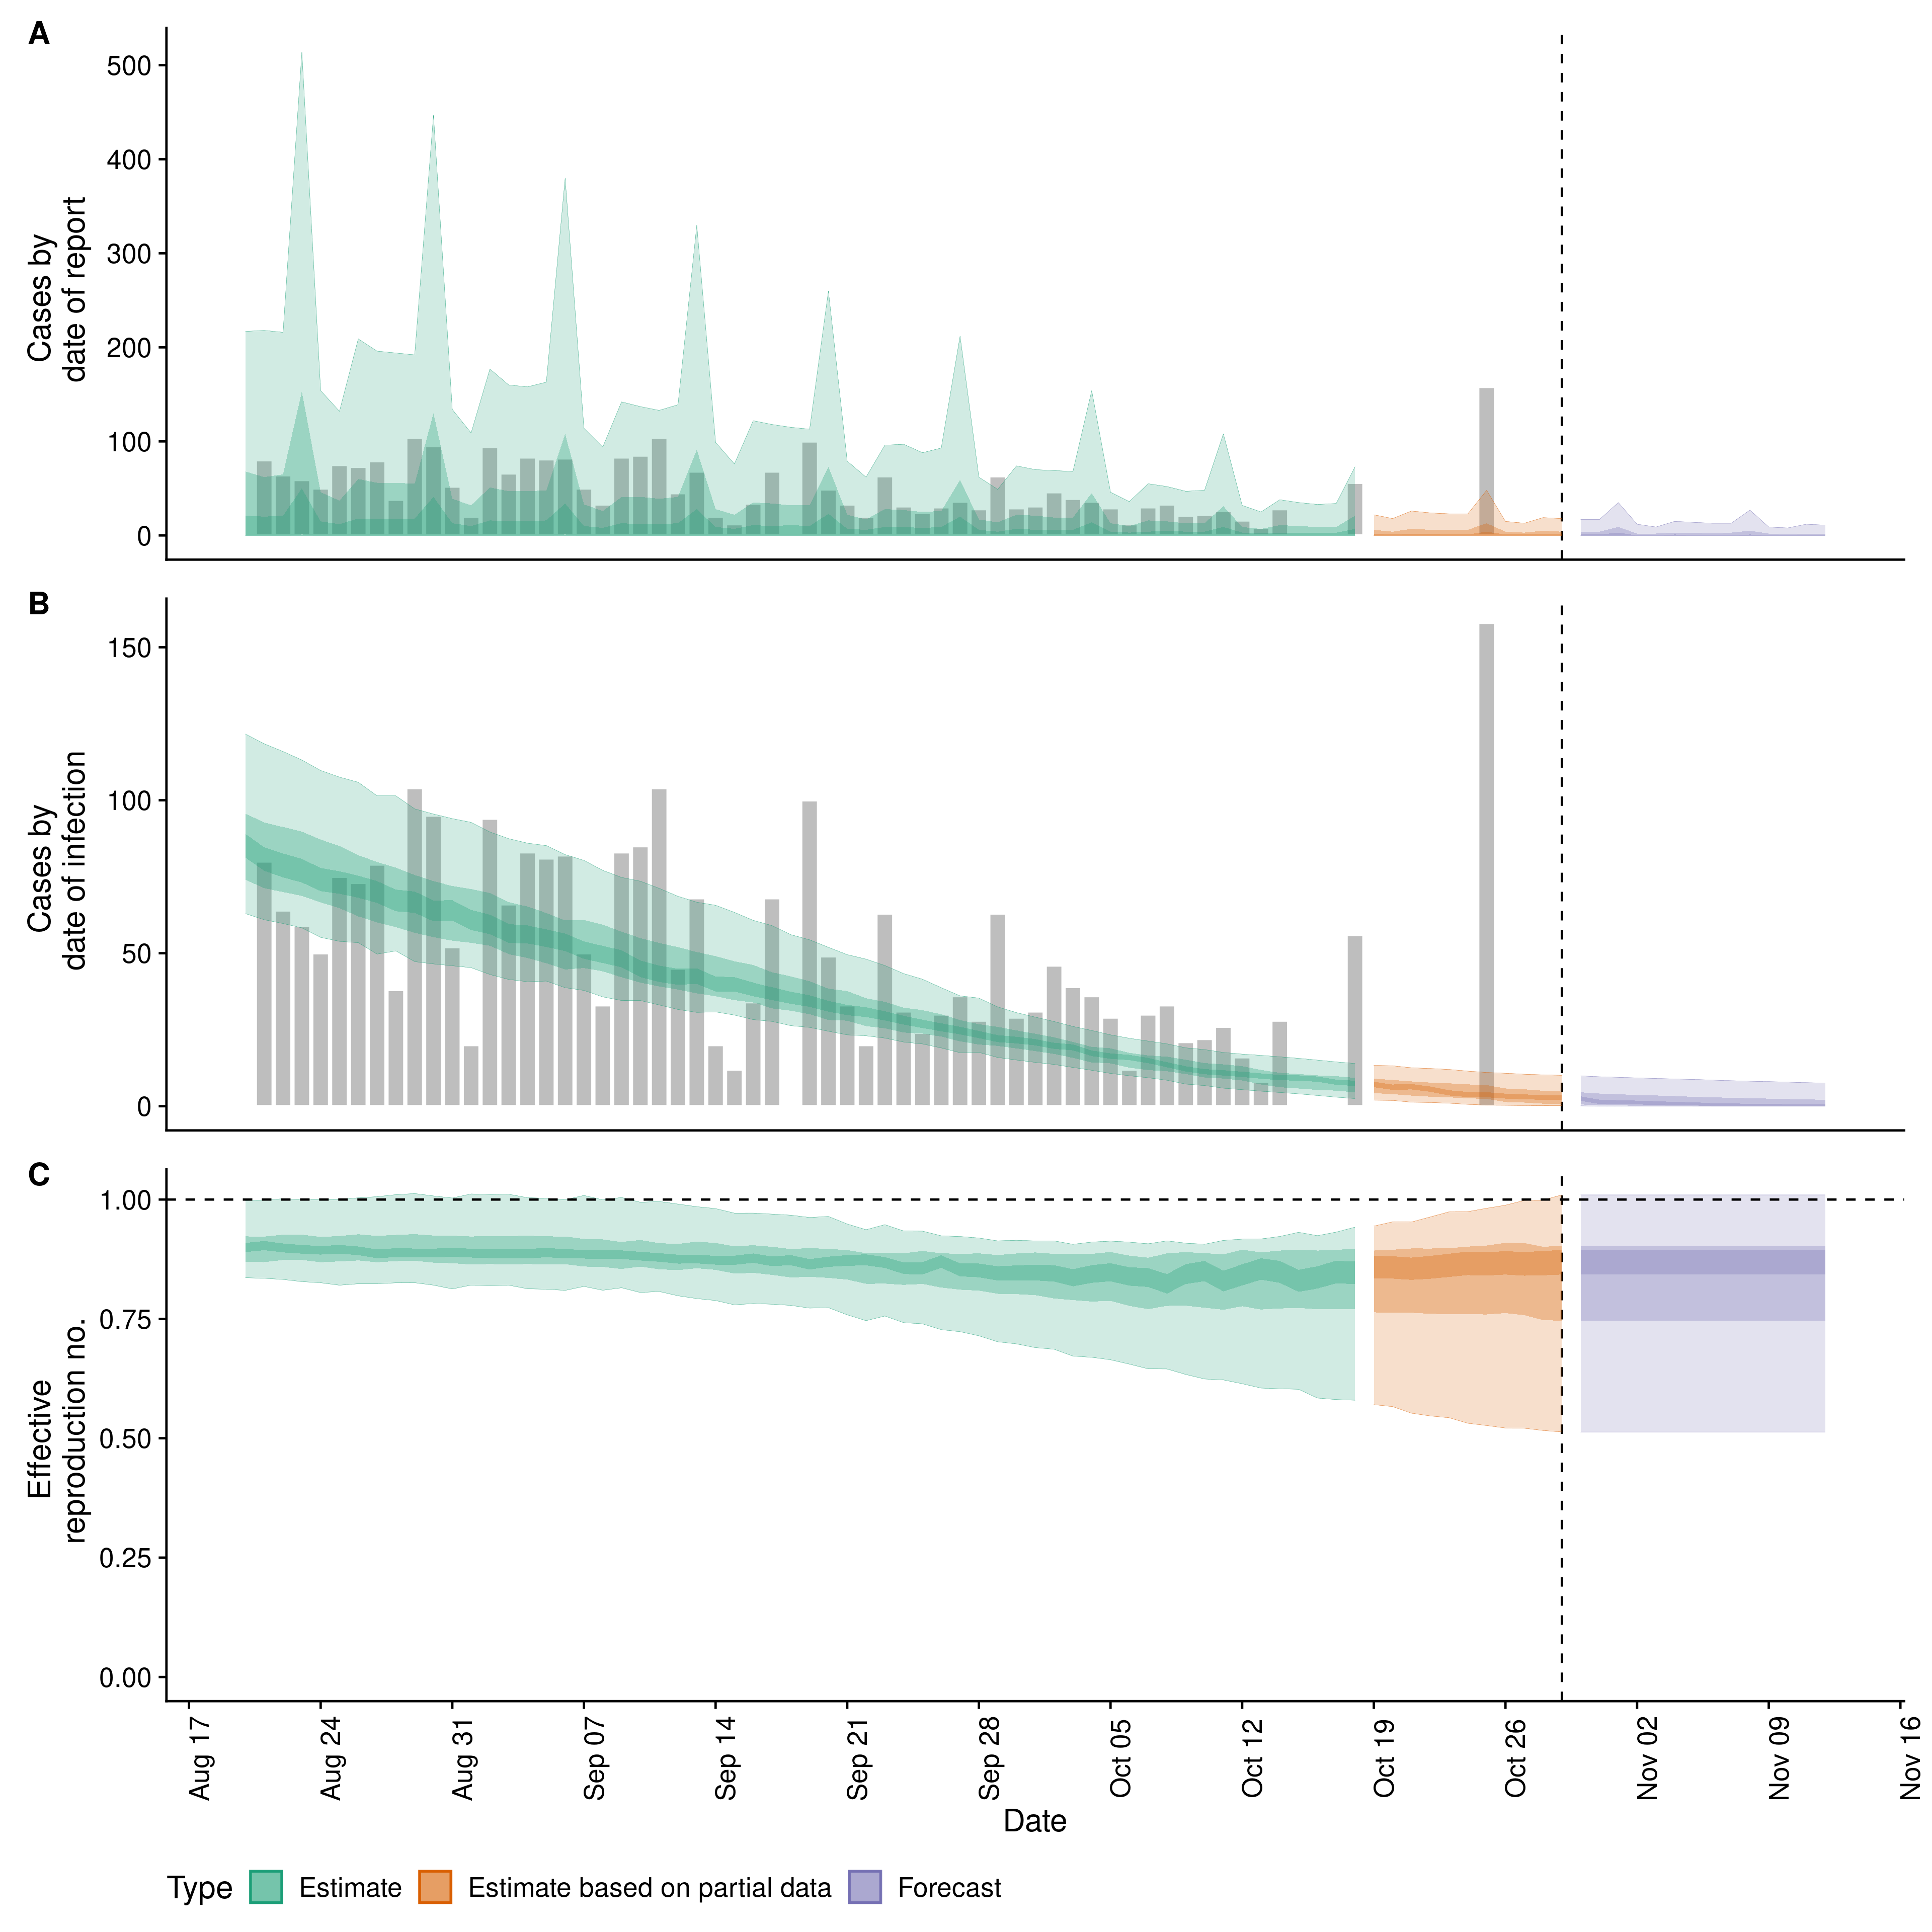 A
500
400
300
200
100
0
Cases by
date of report
B
150
100
50
0
Cases by
date of infection
C
1.00
0.75
0.50
0.25
0.00
Effective
reproduction no.
Aug 17
Aug 24
Aug 31
Sep 07
Sep 14
Sep 21
Sep 28
Oct 05
Oct 12
Oct 19
Oct 26
Nov 02
Nov 09
Nov 16
Date
Type Estimate Estimate based on partial data Forecast